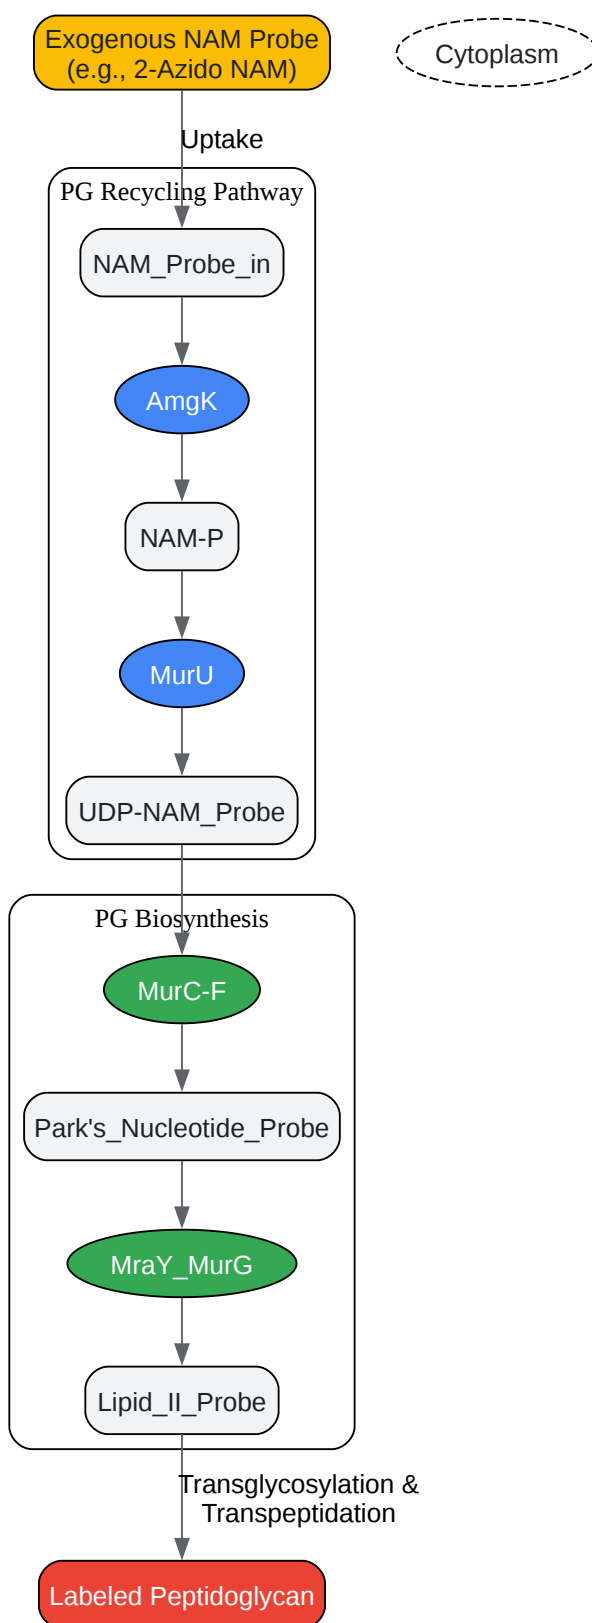 Exogenous NAM Probe
(e.g., 2-Azido NAM)
Cytoplasm
Uptake
PG Recycling Pathway
NAM_Probe_in
AmgK
NAM-P
MurU
UDP-NAM_Probe
PG Biosynthesis
MurC-F
Park's_Nucleotide_Probe
MraY_MurG
Lipid_II_Probe
Transglycosylation &
Transpeptidation
Labeled Peptidoglycan